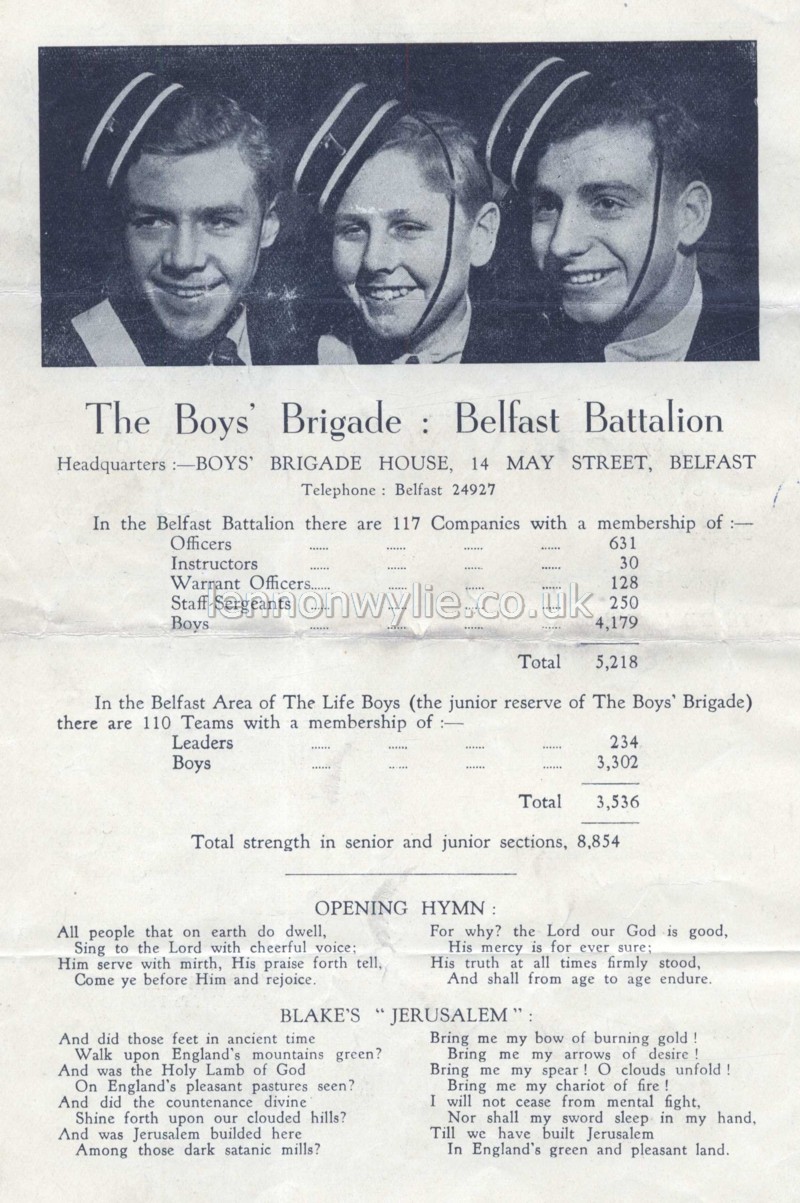 The Boys' Brigade : Belfast Battalion
Headquarters :—BOYS' BRIGADE HOUSE, 14 MAY STREET, BELFAST
Telephone : Belfast 24927
In the Belfast Battalion there are 117 Companies with a membership of :—
Officers ...... ...... ...... ...... 631
Instructors ...... ...... ...... ...... 30
Warrant Officers...... ...... ...... ...... 128
Staff Sergeants ...... ...... ...... ...... 250
lennonwylie.co.uk
Boys ...... ...... ...... ...... 4,179
Total 5,218
In the Belfast Area of The Life Boys (the junior reserve of The Boys' Brigade)
there are 110 Teams with a membership of :—
Leaders ...... ...... ...... ...... 234
Boys ...... ...... ...... ...... 3,302
Total 3,536
Total strength in senior and junior sections, 8,854
OPENING HYMN :
All people that on earth do dwell,
Sing to the Lord with cheerful voice;
Him serve with mirth, His praise forth tell,
Come ye before Him and rejoice.
For why? the Lord our God is good,
His mercy is for ever sure;
His truth at all times firmly stood,
And shall from age to age endure.
BLAKE'S "JERUSALEM" :
And did those feet in ancient time
Walk upon England's mountains green?
And was the Holy Lamb of God
On England's pleasant pastures seen?
And did the countenance divine
Shine forth upon our clouded hills?
And was Jerusalem builded here
Among those dark satanic mills?
Bring me my bow of burning gold !
Bring me my arrows of desire !
Bring me my spear ! O clouds unfold !
Bring me my chariot of fire !
I will not cease from mental fight,
Nor shall my sword sleep in my hand,
Till we have built Jerusalem
In England's green and pleasant land.